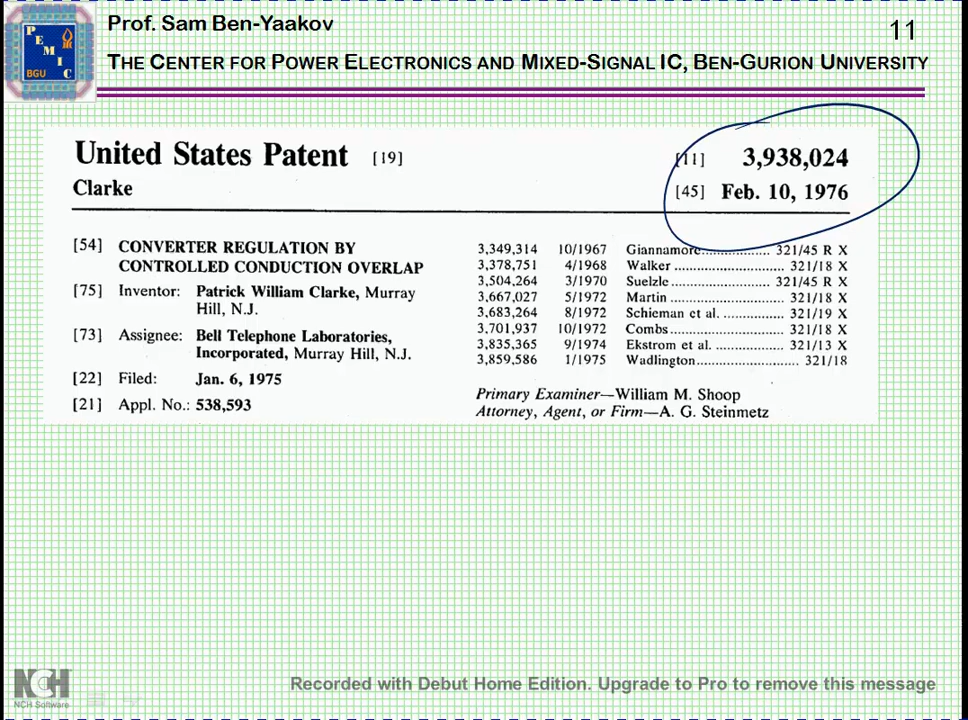 P
E
M
I
C
BGU
Prof. Sam Ben-Yaakov
11
THE CENTER FOR POWER ELECTRONICS AND MIXED-SIGNAL IC, BEN-GURION UNIVERSITY
United States Patent [19]
[11] 3,938,024
Clarke
[45] Feb. 10, 1976
[54] CONVERTER REGULATION BY
CONTROLLED CONDUCTION OVERLAP
[75] Inventor: Patrick William Clarke, Murray
Hill, N.J.
[73] Assignee: Bell Telephone Laboratories,
Incorporated, Murray Hill, N.J.
[22] Filed: Jan. 6, 1975
[21] Appl. No.: 538,593
3,349,314 10/1967 Giannamore.................. 321/45 R X
3,378,751 4/1968 Walker ........................... 321/18 X
3,504,264 3/1970 Suelzle......................... 321/45 R X
3,667,027 5/1972 Martin ............................ 321/18 X
3,683,264 8/1972 Schieman et al. ............... 321/19 X
3,701,937 10/1972 Combs............................ 321/18 X
3,835,365 9/1974 Ekstrom et al. ................ 321/13 X
3,859,586 1/1975 Wadlington........................ 321/18
Primary Examiner—William M. Shoop
Attorney, Agent, or Firm—A. G. Steinmetz
NCH
NCH Software
Recorded with Debut Home Edition. Upgrade to Pro to remove this message